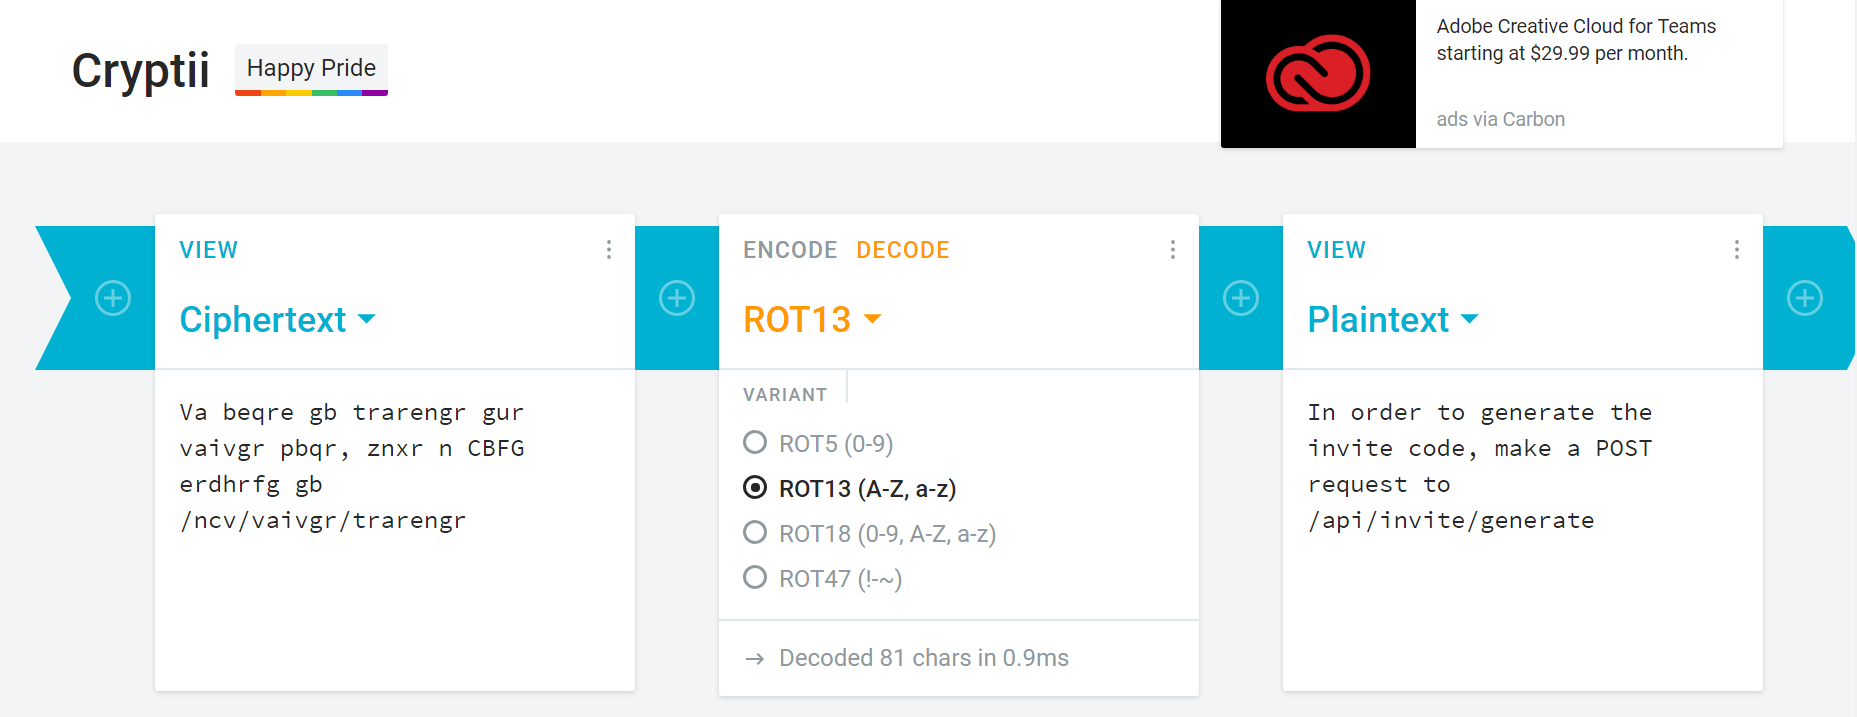 Cryptii
Happy Pride
Adobe Creative Cloud for Teams
starting at $29.99 per month.
ads via Carbon
VIEW
Ciphertext
Va beqre gb trarengr gur
vaivgr pbqr, znxr n CBFG
erdhrfg gb
/ncv/vaivgr/trarengr
ENCODE DECODE
ROT13
VARIANT
ROT5 (0-9)
ROT13 (A-Z, a-z)
ROT18 (0-9, A-Z, a-z)
ROT47 (!-~)
→ Decoded 81 chars in 0.9ms
VIEW
Plaintext
In order to generate the
invite code, make a POST
request to
/api/invite/generate